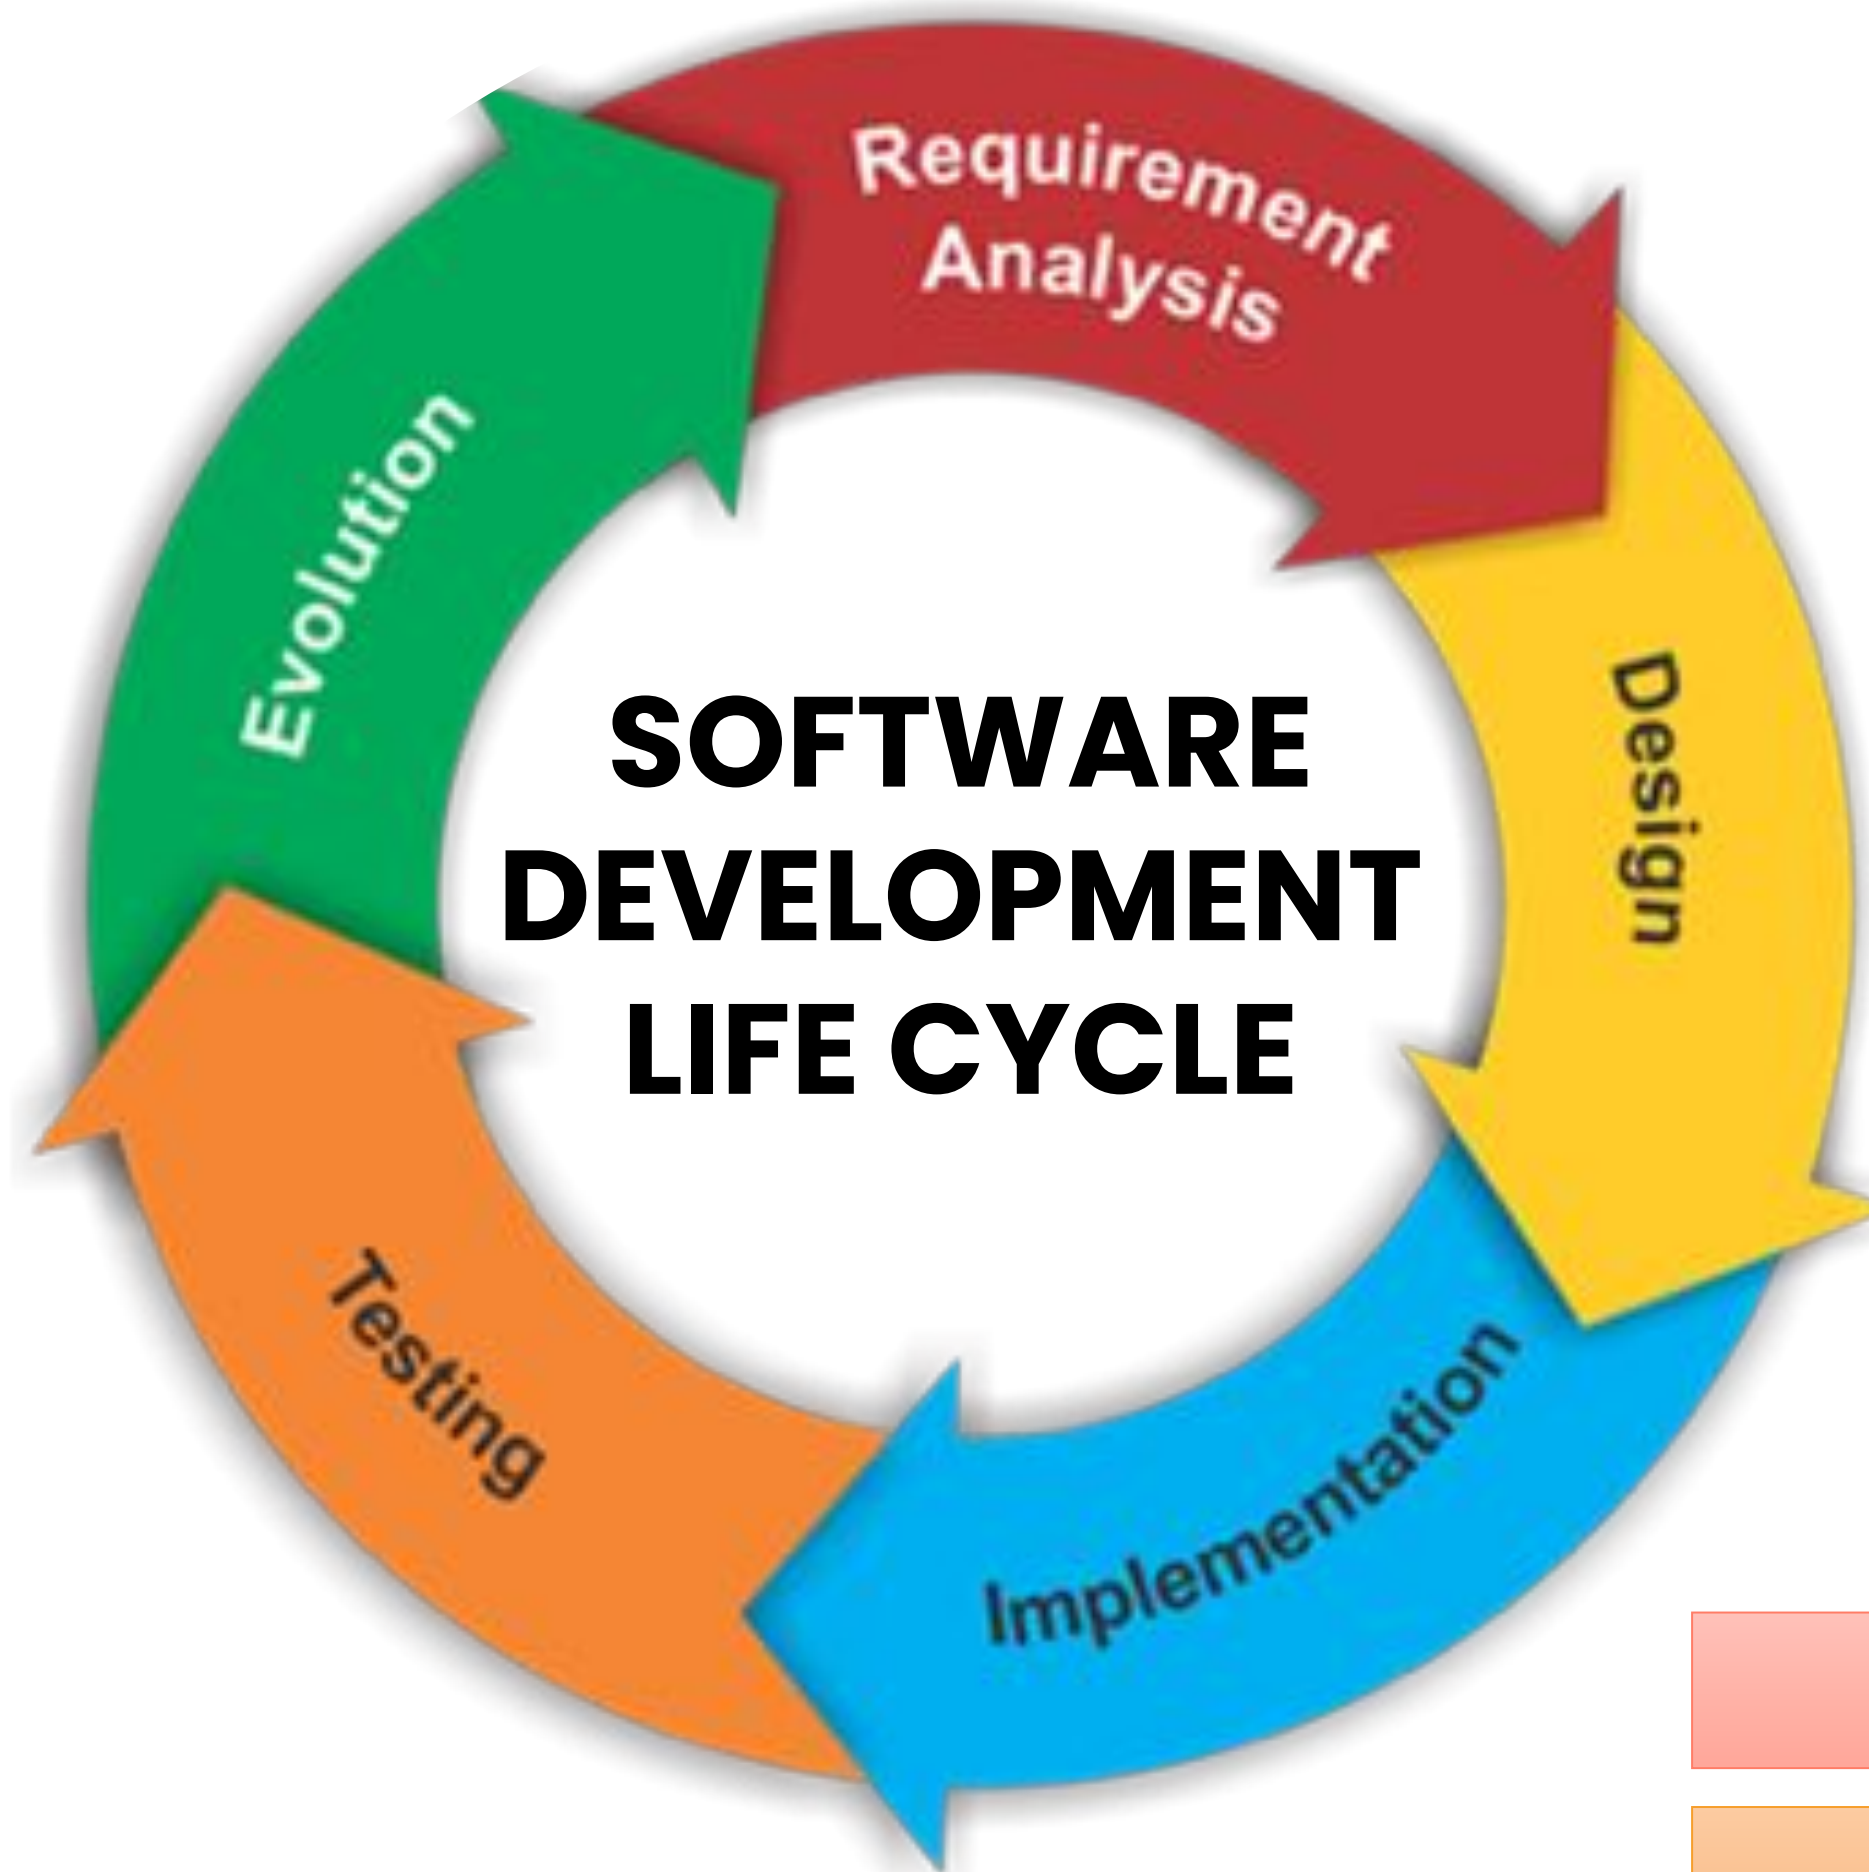 Requirement
Analysis
Design
Implementation
Testing
Evolution
SOFTWARE
DEVELOPMENT
LIFE CYCLE